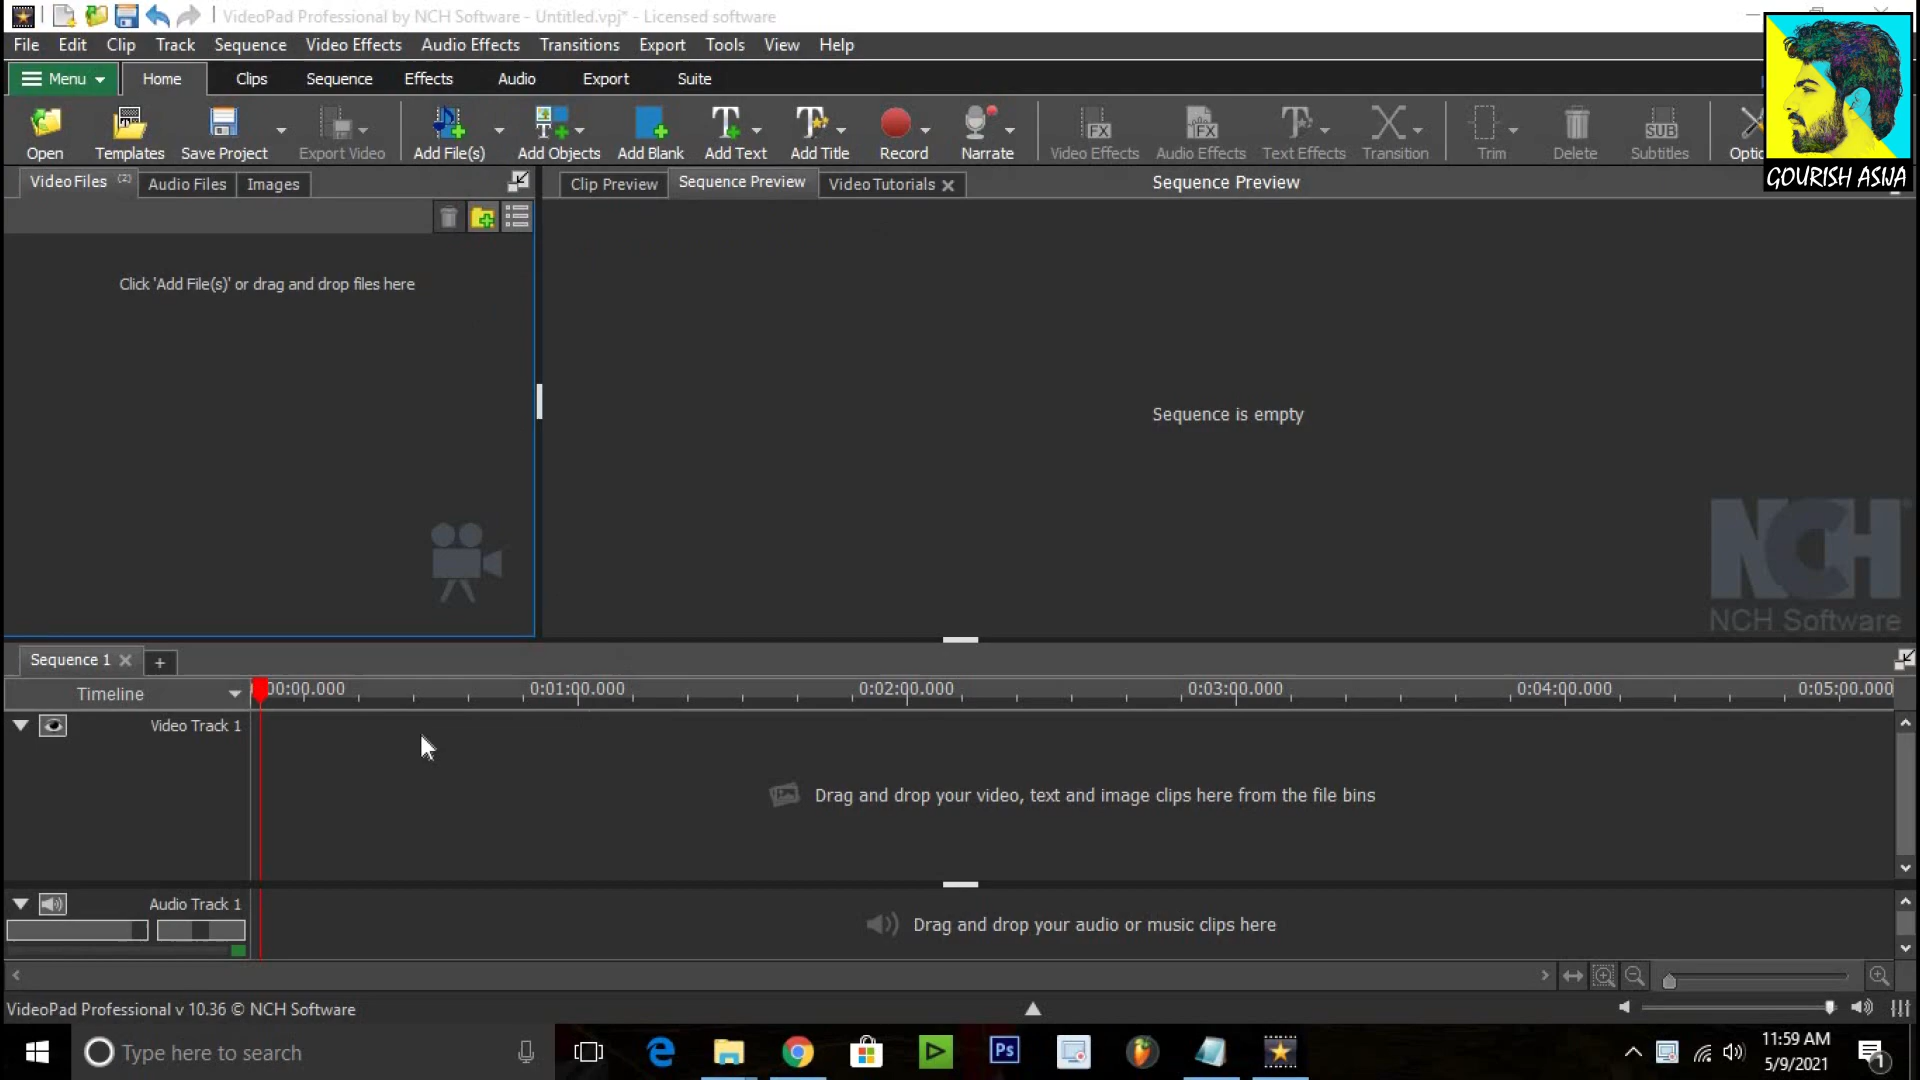 VideoPad Professional by NCH Software - Untitled.vpj* - Licensed software
File Edit Clip Track Sequence Video Effects Audio Effects Transitions Export Tools View Help
Menu Home Clips Sequence Effects Audio Export Suite
Open Templates Save Project Export Video Add File(s) Add Objects Add Blank Add Text Add Title Record Narrate Video Effects Audio Effects Text Effects Transition Trim Delete Subtitles
FX FX SUB
GOURISH ASIJA
Video Files (2) Audio Files Images
Clip Preview Sequence Preview Video Tutorials Sequence Preview
Click 'Add File(s)' or drag and drop files here
Sequence is empty
NCH
NCH Software
Sequence 1
Timeline
00:00.000 0:01:00.000 0:02:00.000 0:03:00.000 0:04:00.000 0:05:00.000
Video Track 1
Drag and drop your video, text and image clips here from the file bins
Audio Track 1
Drag and drop your audio or music clips here
VideoPad Professional v 10.36 © NCH Software
Type here to search
Ps
11:59 AM
5/9/2021
1